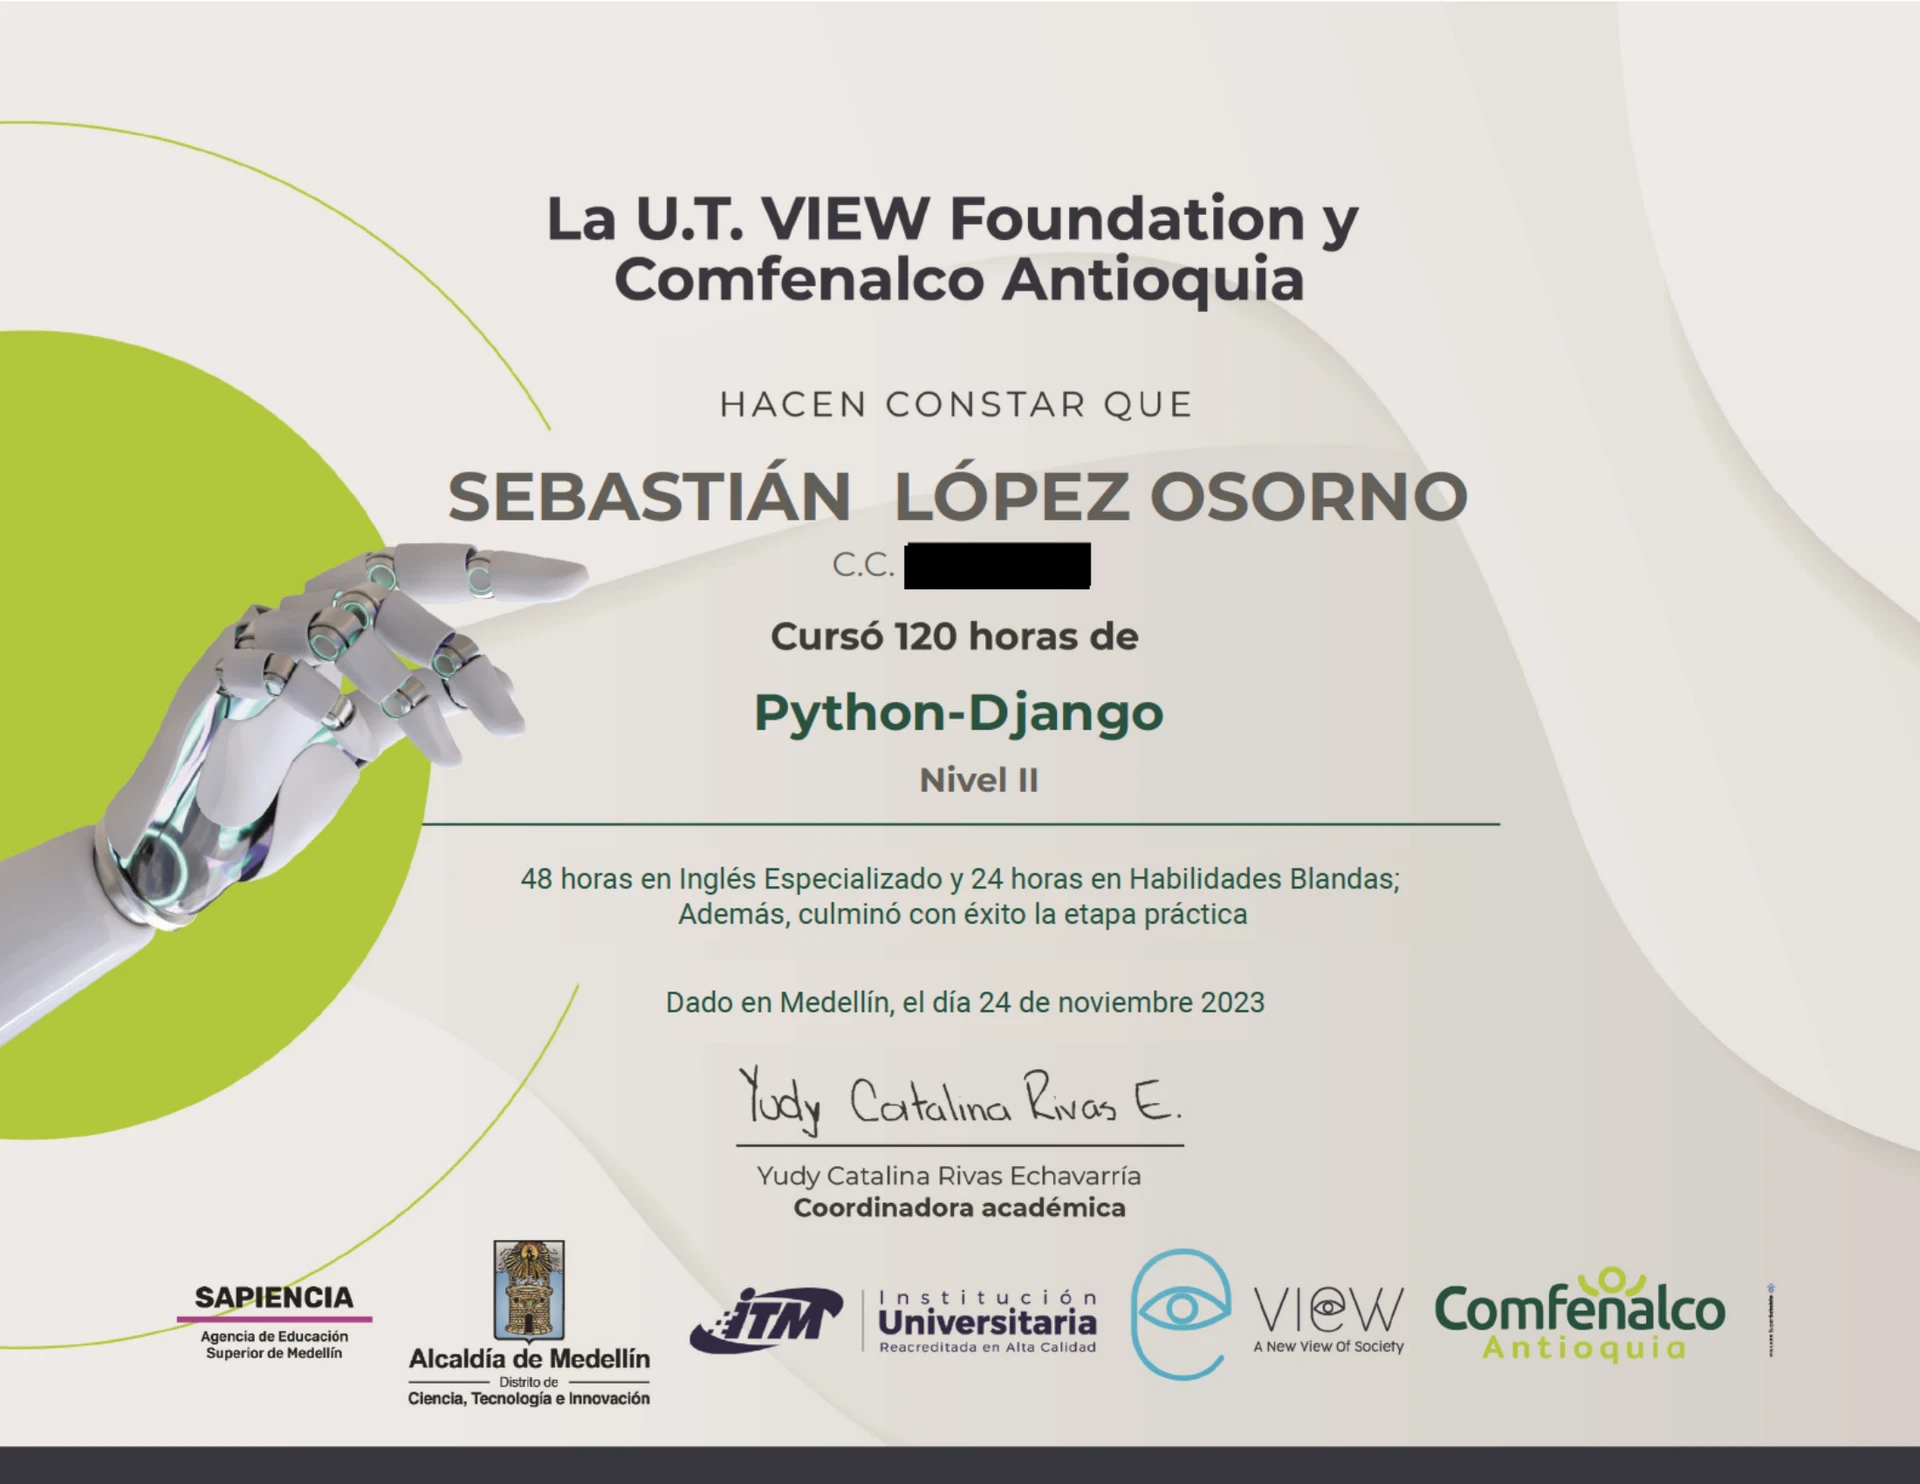 La U.T. VIEW Foundation y
Comfenalco Antioquia
HACEN CONSTAR QUE
SEBASTIÁN LÓPEZ OSORNO
C.C.
Cursó 120 horas de
Python-Django
Nivel II
48 horas en Inglés Especializado y 24 horas en Habilidades Blandas;
Además, culminó con éxito la etapa práctica
Dado en Medellín, el día 24 de noviembre 2023
Yudy Catalina Rivas E.
Yudy Catalina Rivas Echavarría
Coordinadora académica
SAPIENCIA
Agencia de Educación
Superior de Medellín
Alcaldía de Medellín
Distrito de
Ciencia, Tecnología e Innovación
iTM
Institución
Universitaria
Reacreditada en Alta Calidad
VIeW
A New View Of Society
Comfenalco
Antioquia